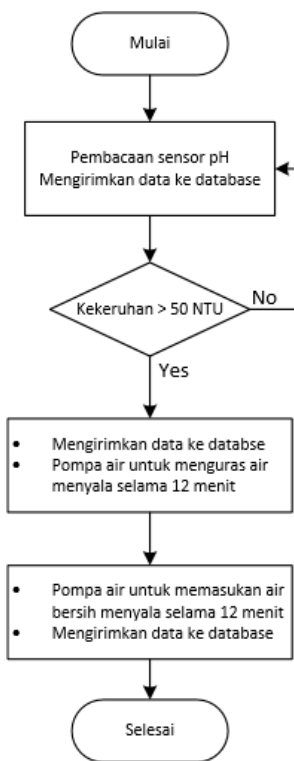 Mulai
Pembacaan sensor pH
Mengirimkan data ke database
Kekeruhan > 50 NTU
No
Yes
• Mengirimkan data ke databse
• Pompa air untuk menguras air
menyala selama 12 menit
• Pompa air untuk memasukan air
bersih menyala selama 12 menit
• Mengirimkan data ke database
Selesai